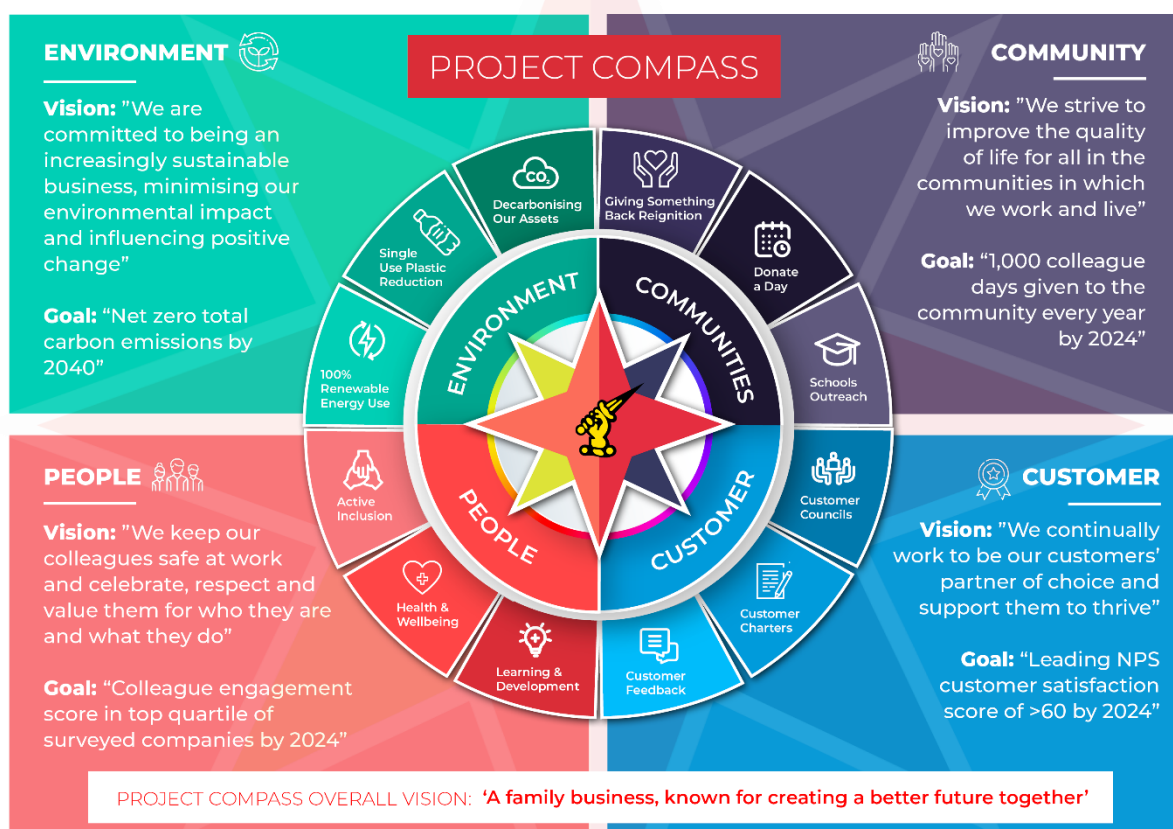 PROJECT COMPASS
ENVIRONMENT
Vision: ”We are
committed to being an
increasingly sustainable
business, minimising our
environmental impact
and influencing positive
change”
Goal: “Net zero total
carbon emissions by
2040”
COMMUNITY
Vision: ”We strive to
improve the quality
of life for all in the
communities in which
we work and live”
Goal: “1,000 colleague
days given to the
community every year
by 2024”
CO₂
Decarbonising
Our Assets
Single
Use Plastic
Reduction
100%
Renewable
Energy Use
Giving Something
Back Reignition
Donate
a Day
Schools
Outreach
ENVIRONMENT
COMMUNITIES
PEOPLE
CUSTOMER
Active
Inclusion
Health &
Wellbeing
Learning &
Development
Customer
Councils
Customer
Charters
Customer
Feedback
PEOPLE
Vision: ”We keep our
colleagues safe at work
and celebrate, respect and
value them for who they are
and what they do”
Goal: “Colleague engagement
score in top quartile of
surveyed companies by 2024”
CUSTOMER
Vision: ”We continually
work to be our customers’
partner of choice and
support them to thrive”
Goal: “Leading NPS
customer satisfaction
score of >60 by 2024”
PROJECT COMPASS OVERALL VISION: ‘A family business, known for creating a better future together’